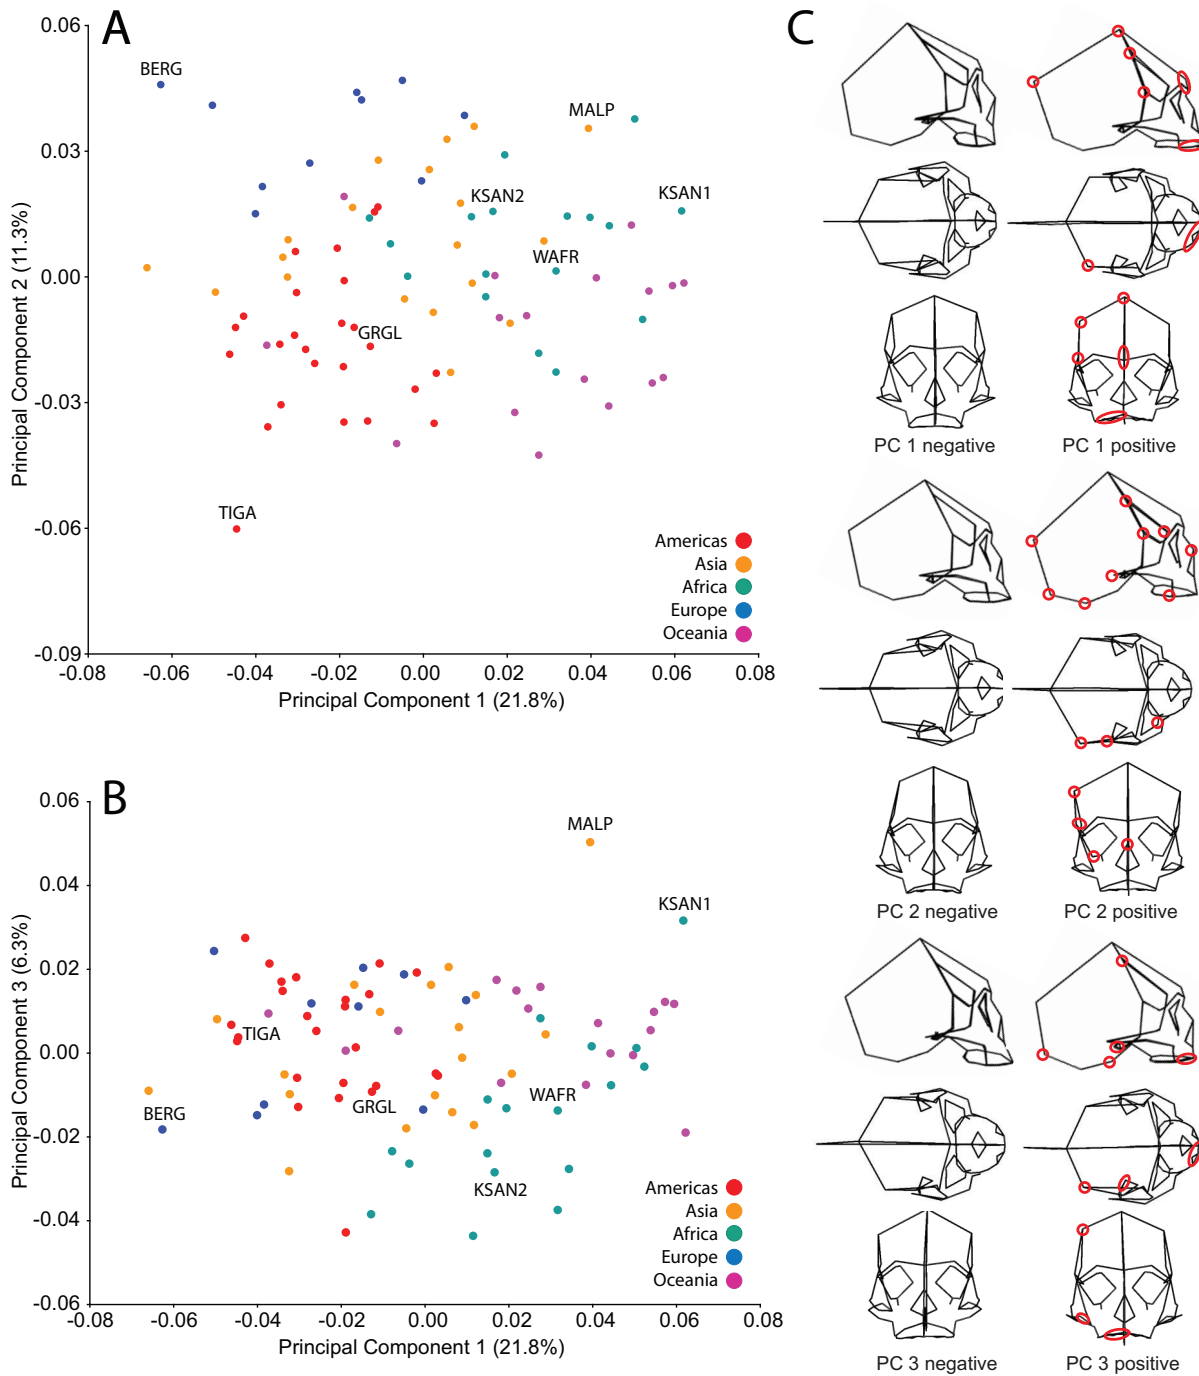 A
0.06
0.03
0.00
-0.03
-0.06
-0.09
Principal Component 2 (11.3%)
BERG
MALP
KSAN2
KSAN1
WAFR
GRGL
TIGA
Americas
Asia
Africa
Europe
Oceania
-0.08 -0.06 -0.04 -0.02 0.00 0.02 0.04 0.06 0.08
Principal Component 1 (21.8%)
B
0.06
0.04
0.02
0.00
-0.02
-0.04
-0.06
Principal Component 3 (6.3%)
MALP
KSAN1
TIGA
BERG
GRGL
WAFR
KSAN2
Americas
Asia
Africa
Europe
Oceania
-0.08 -0.06 -0.04 -0.02 0.00 0.02 0.04 0.06 0.08
Principal Component 1 (21.8%)
C
PC 1 negative PC 1 positive
PC 2 negative PC 2 positive
PC 3 negative PC 3 positive